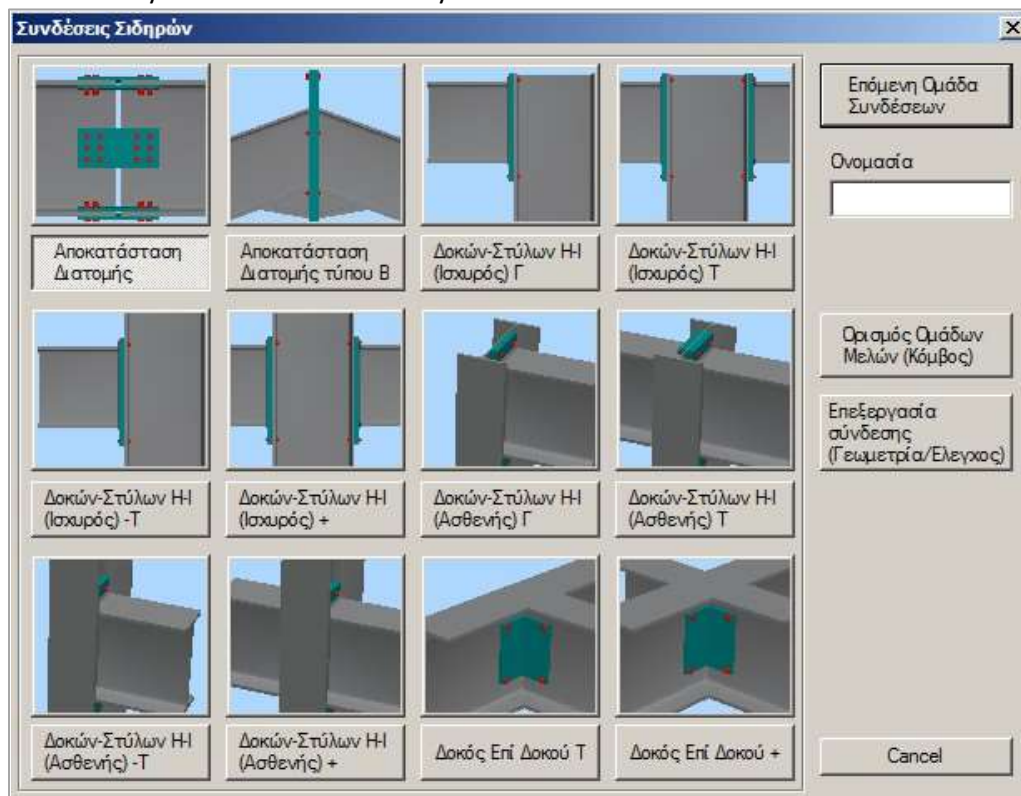 Συνδέσεις Σιδηρών
Επόμενη Ομάδα
Συνδέσεων
Ονομασία
Αποκατάσταση
Διατομής
Αποκατάσταση
Διατομής τύπου Β
Δοκών-Στύλων Η-Ι
(Ισχυρός) Γ
Δοκών-Στύλων Η-Ι
(Ισχυρός) Τ
Ορισμός Ομάδων
Μελών (Κόμβος)
Επεξεργασία
σύνδεσης
(Γεωμετρία/Ελεγχος)
Δοκών-Στύλων Η-Ι
(Ισχυρός) -Τ
Δοκών-Στύλων Η-Ι
(Ισχυρός) +
Δοκών-Στύλων Η-Ι
(Ασθενής) Γ
Δοκών-Στύλων Η-Ι
(Ασθενής) Τ
Δοκών-Στύλων Η-Ι
(Ασθενής) -Τ
Δοκών-Στύλων Η-Ι
(Ασθενής) +
Δοκός Επί Δοκού Τ
Δοκός Επί Δοκού +
Cancel